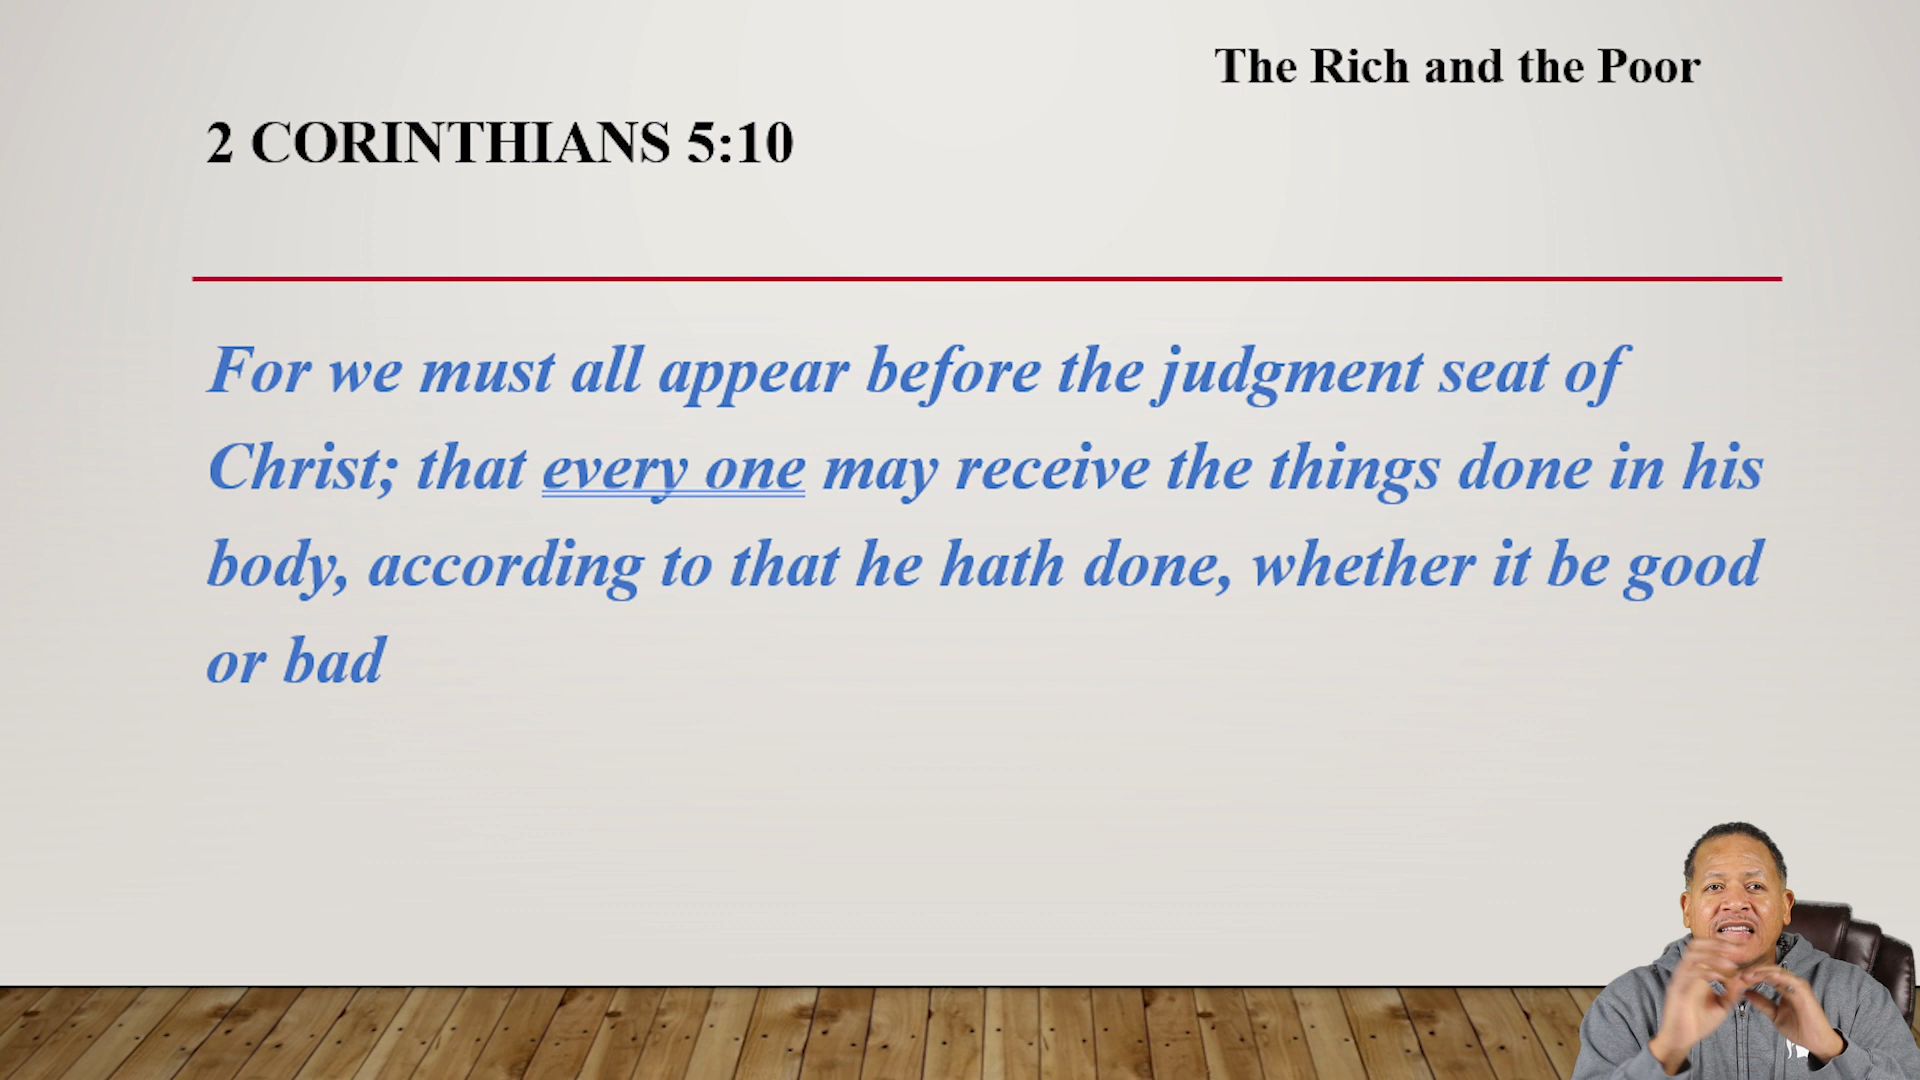 The Rich and the Poor
2 CORINTHIANS 5:10
For we must all appear before the judgment seat of
Christ; that every one may receive the things done in his
body, according to that he hath done, whether it be good
or bad